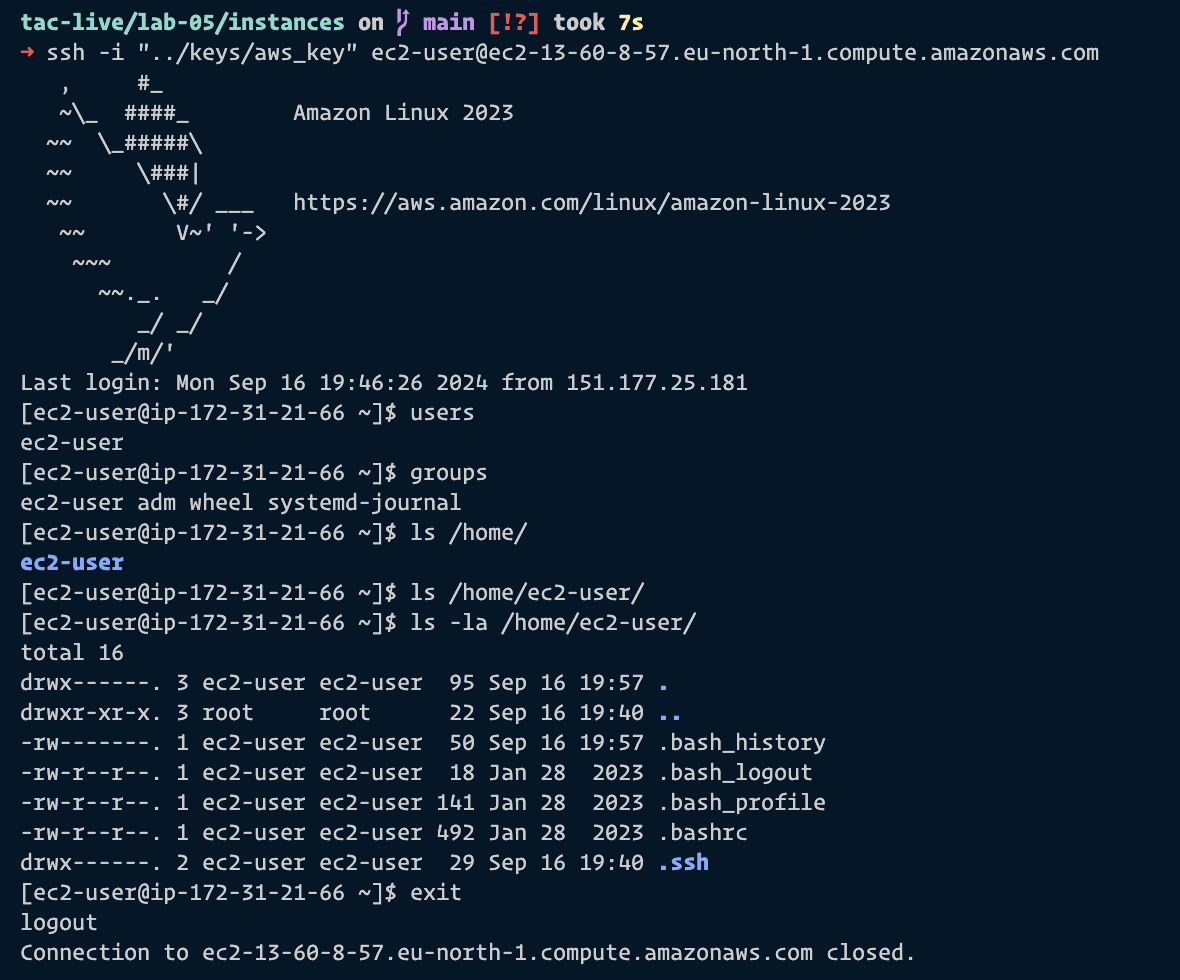 tac-live/lab-05/instances on main [!?] took 7s
➜ ssh -i "../keys/aws_key" ec2-user@ec2-13-60-8-57.eu-north-1.compute.amazonaws.com
   ,     #_
   ~\_  ####_        Amazon Linux 2023
  ~~  \_#####\
  ~~     \###|
  ~~       \#/ ___   https://aws.amazon.com/linux/amazon-linux-2023
   ~~       V~' '->
    ~~~         /
      ~~._.   _/
         _/ _/
       _/m/'
Last login: Mon Sep 16 19:46:26 2024 from 151.177.25.181
[ec2-user@ip-172-31-21-66 ~]$ users
ec2-user
[ec2-user@ip-172-31-21-66 ~]$ groups
ec2-user adm wheel systemd-journal
[ec2-user@ip-172-31-21-66 ~]$ ls /home/
ec2-user
[ec2-user@ip-172-31-21-66 ~]$ ls /home/ec2-user/
[ec2-user@ip-172-31-21-66 ~]$ ls -la /home/ec2-user/
total 16
drwx------. 3 ec2-user ec2-user  95 Sep 16 19:57 .
drwxr-xr-x. 3 root     root      22 Sep 16 19:40 ..
-rw-------. 1 ec2-user ec2-user  50 Sep 16 19:57 .bash_history
-rw-r--r--. 1 ec2-user ec2-user  18 Jan 28  2023 .bash_logout
-rw-r--r--. 1 ec2-user ec2-user 141 Jan 28  2023 .bash_profile
-rw-r--r--. 1 ec2-user ec2-user 492 Jan 28  2023 .bashrc
drwx------. 2 ec2-user ec2-user  29 Sep 16 19:40 .ssh
[ec2-user@ip-172-31-21-66 ~]$ exit
logout
Connection to ec2-13-60-8-57.eu-north-1.compute.amazonaws.com closed.